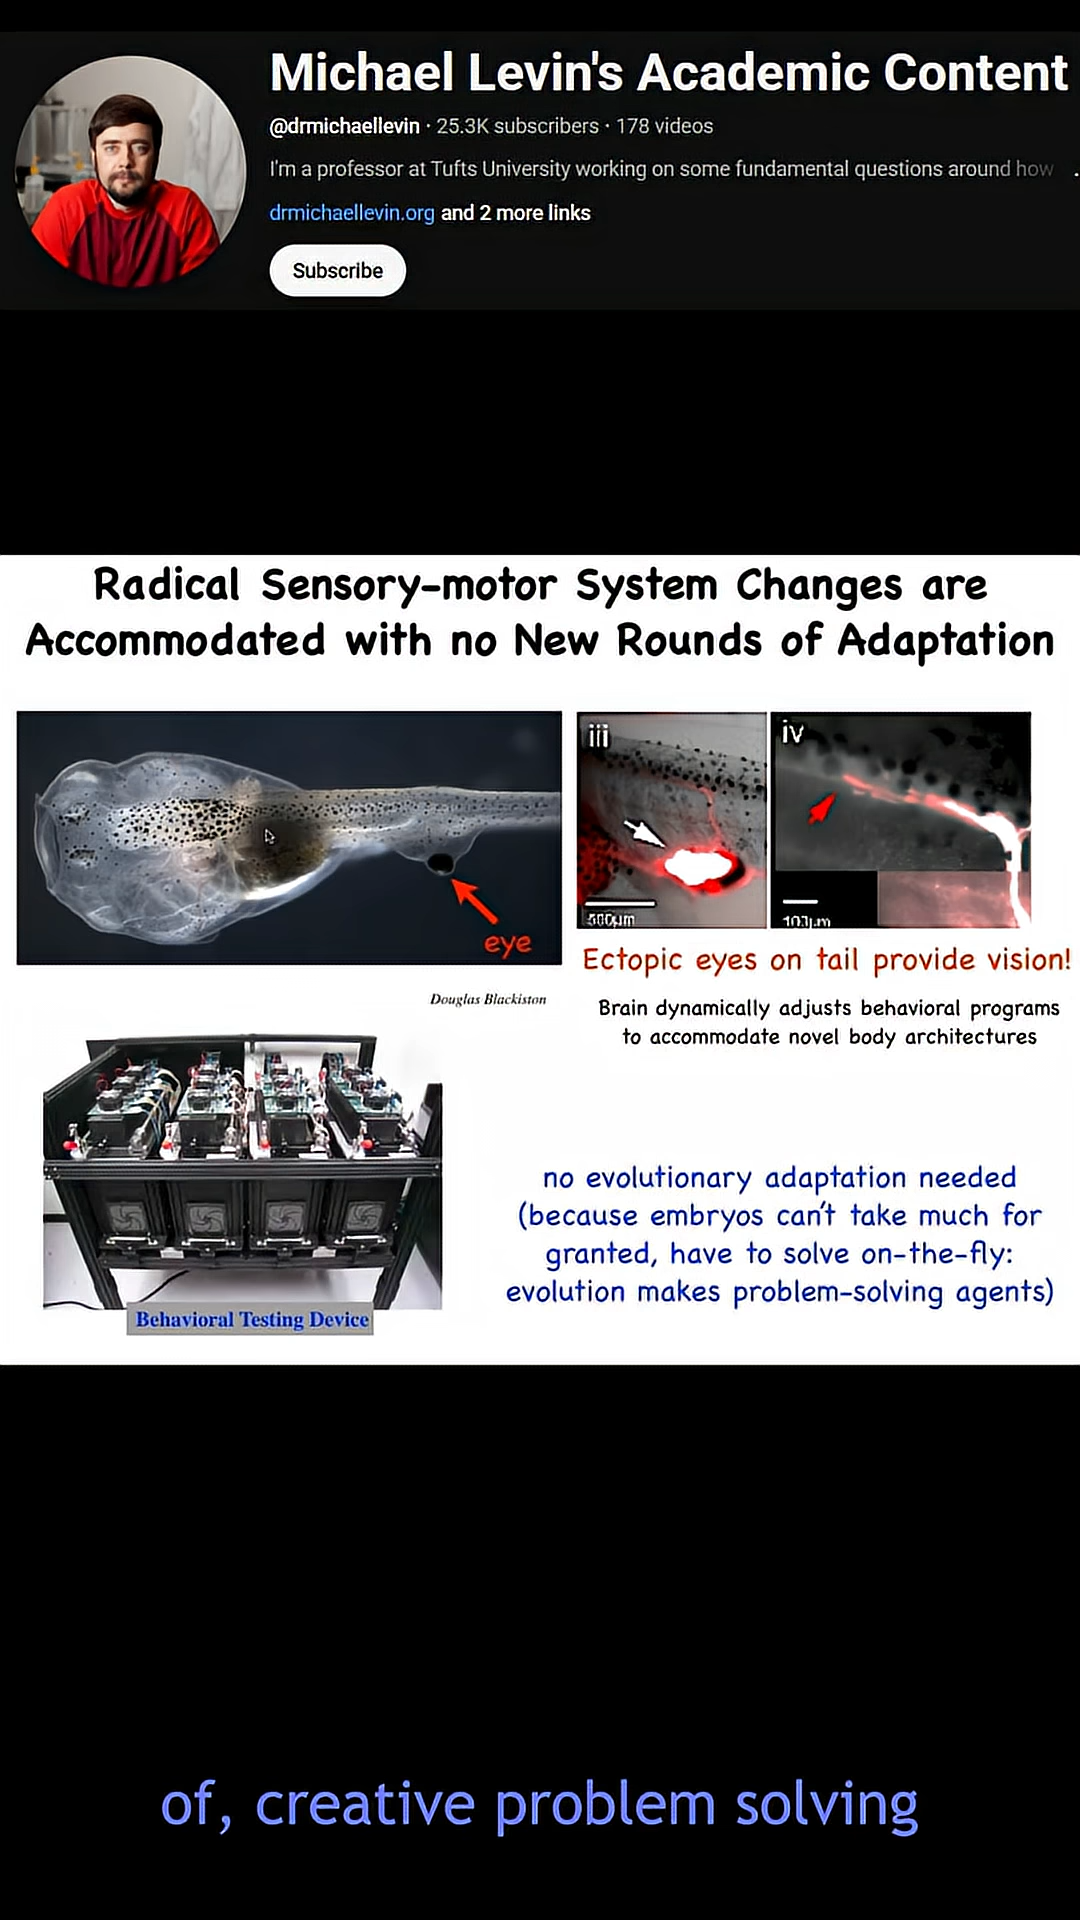 Michael Levin's Academic Content
@drmichaellevin · 25.3K subscribers · 178 videos
I'm a professor at Tufts University working on some fundamental questions around how .
drmichaellevin.org and 2 more links
Subscribe
Radical Sensory-motor System Changes are
Accommodated with no New Rounds of Adaptation
iii
iv
eye
500µm
Ectopic eyes on tail provide vision!
Douglas Blackiston
Brain dynamically adjusts behavioral programs
to accommodate novel body architectures
no evolutionary adaptation needed
(because embryos can't take much for
granted, have to solve on-the-fly:
evolution makes problem-solving agents)
Behavioral Testing Device
of, creative problem solving